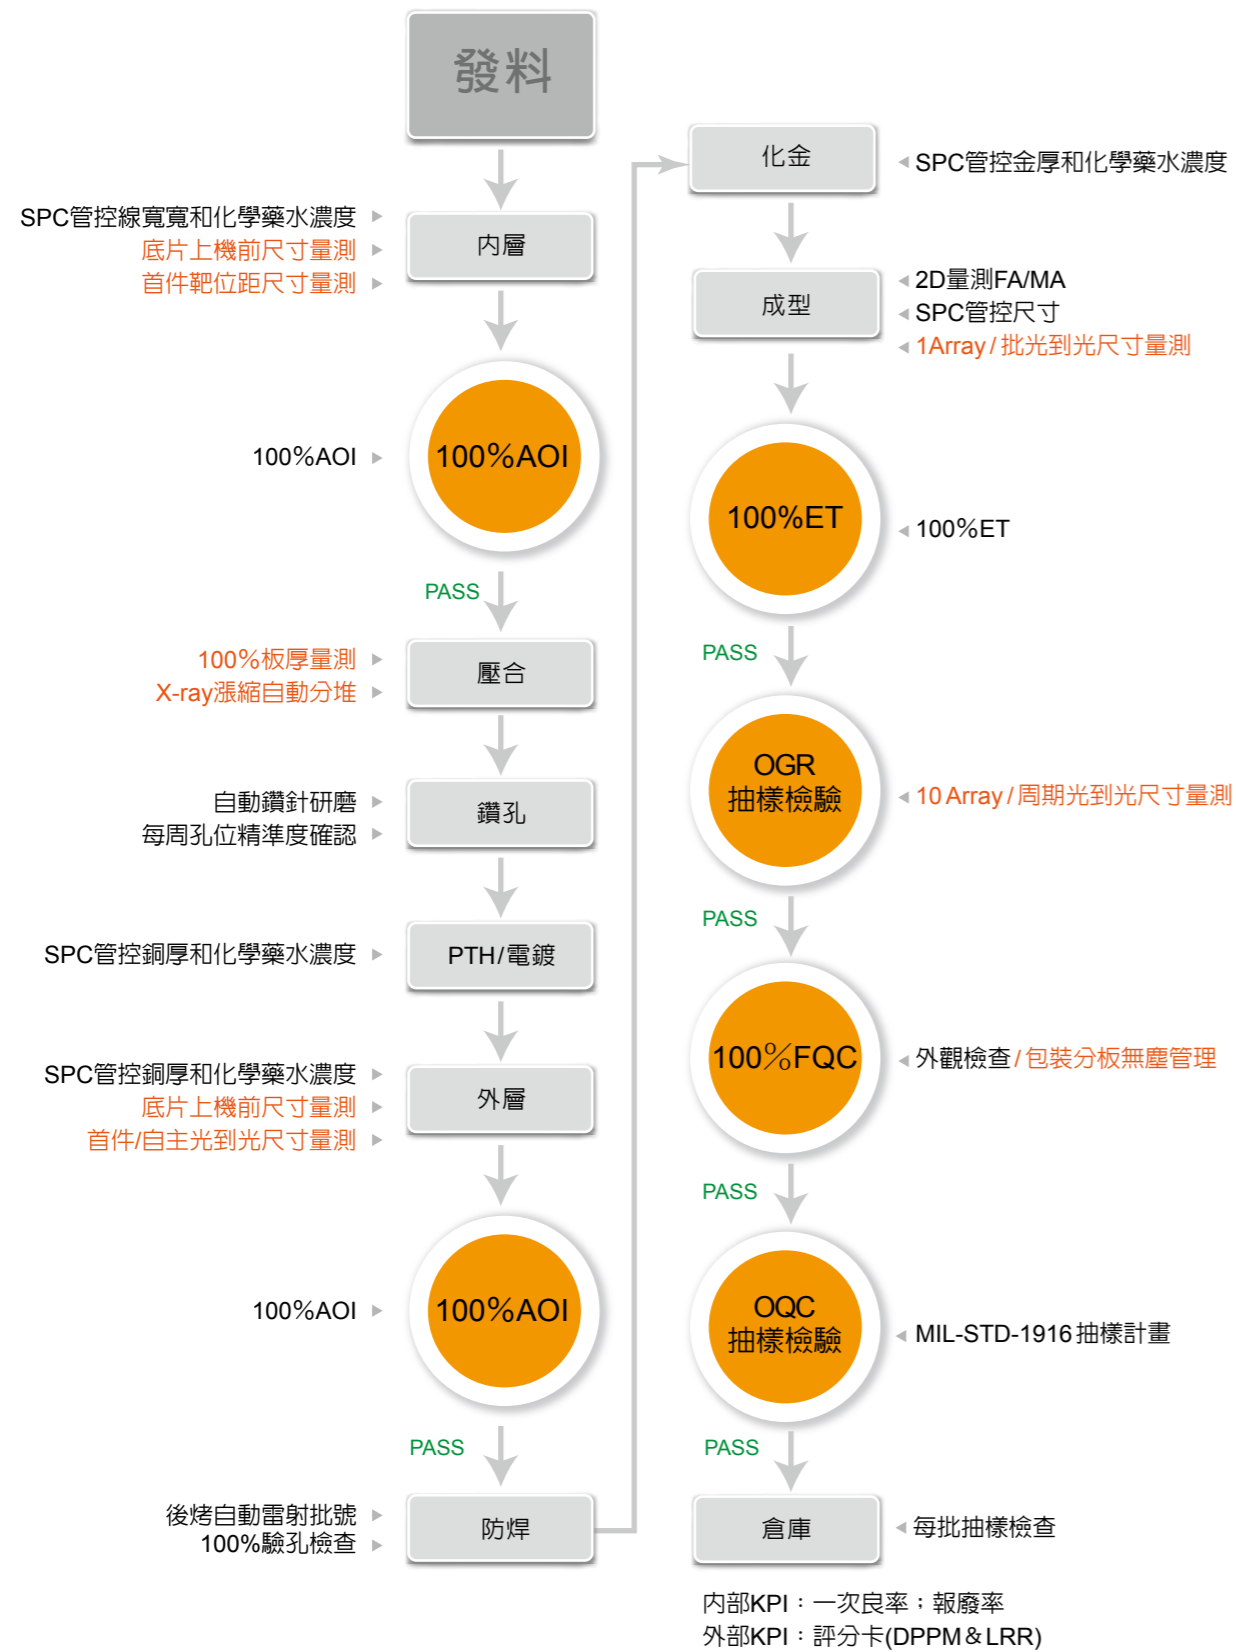 發料
SPC管控線寬寬和化學藥水濃度
底片上機前尺寸量測
首件靶位距尺寸量測
內層
100%AOI
100%AOI
PASS
100%板厚量測
X-ray漲縮自動分堆
壓合
自動鑽針研磨
每周孔位精準度確認
鑽孔
SPC管控銅厚和化學藥水濃度
PTH/電鍍
SPC管控銅厚和化學藥水濃度
底片上機前尺寸量測
首件/自主光到光尺寸量測
外層
100%AOI
100%AOI
PASS
後烤自動雷射批號
100%驗孔檢查
防焊
化金
SPC管控金厚和化學藥水濃度
成型
2D量測FA/MA
SPC管控尺寸
1Array/批光到光尺寸量測
100%ET
100%ET
PASS
OGR
抽樣檢驗
10 Array/周期光到光尺寸量測
PASS
100%FQC
外觀檢查/包裝分板無塵管理
PASS
OQC
抽樣檢驗
MIL-STD-1916抽樣計畫
PASS
倉庫
每批抽樣檢查
內部KPI：一次良率；報廢率
外部KPI：評分卡(DPPM&LRR)